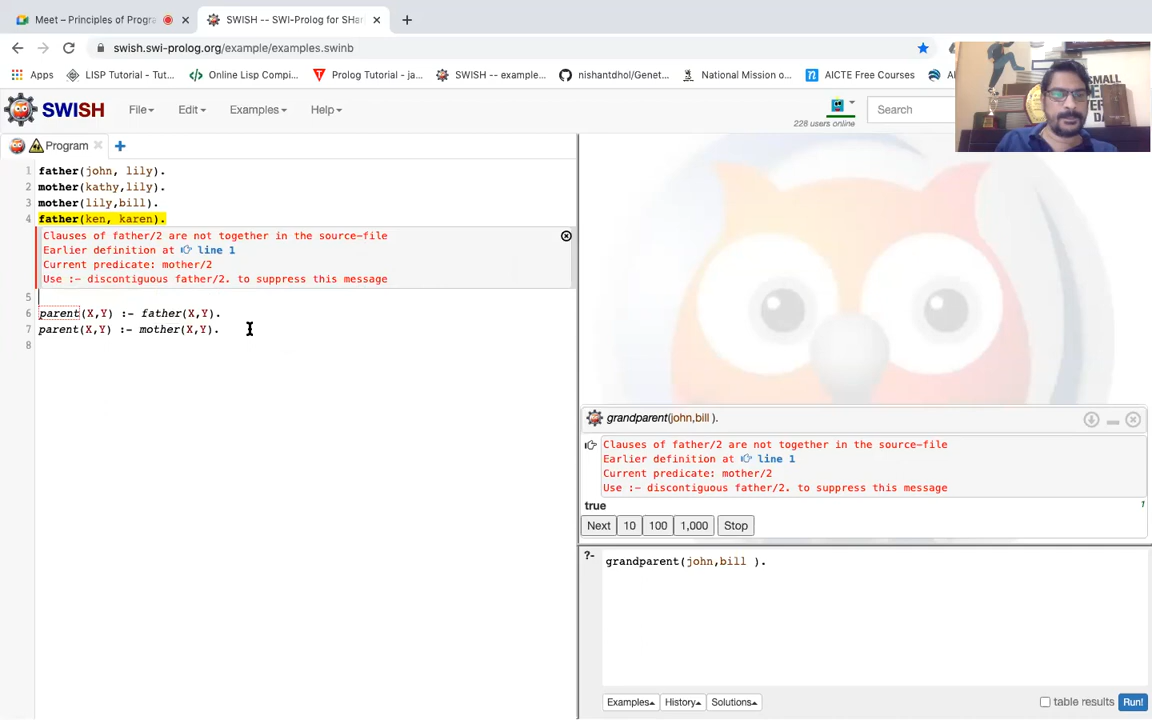 Meet – Principles of Progra
SWISH -- SWI-Prolog for SHar
swish.swi-prolog.org/example/examples.swinb
Apps
LISP Tutorial - Tut...
Online Lisp Compi...
Prolog Tutorial - ja...
SWISH -- example...
nishantdhol/Genet...
National Mission o...
AICTE Free Courses
SWISH
File
Edit
Examples
Help
228 users online
Search
Program
1 father(john, lily).
2 mother(kathy,lily).
3 mother(lily,bill).
4 father(ken, karen).
Clauses of father/2 are not together in the source-file
Earlier definition at line 1
Current predicate: mother/2
Use :- discontiguous father/2. to suppress this message
5
6 parent(X,Y) :- father(X,Y).
7 parent(X,Y) :- mother(X,Y).
8
grandparent(john,bill ).
Clauses of father/2 are not together in the source-file
Earlier definition at line 1
Current predicate: mother/2
Use :- discontiguous father/2. to suppress this message
true
1
Next 10 100 1,000 Stop
?- grandparent(john,bill ).
Examples
History
Solutions
table results
Run!